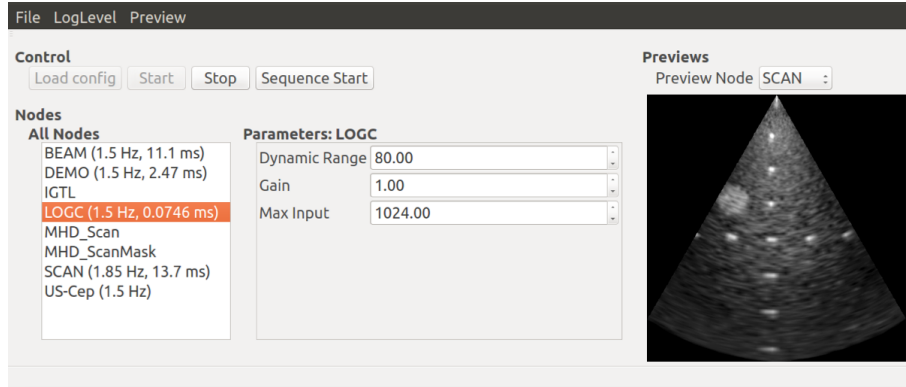 File LogLevel Preview
Control
Load config Start Stop Sequence Start
Nodes
All Nodes
BEAM (1.5 Hz, 11.1 ms)
DEMO (1.5 Hz, 2.47 ms)
IGTL
LOGC (1.5 Hz, 0.0746 ms)
MHD_Scan
MHD_ScanMask
SCAN (1.85 Hz, 13.7 ms)
US-Cep (1.5 Hz)
Parameters: LOGC
Dynamic Range 80.00
Gain 1.00
Max Input 1024.00
Previews
Preview Node SCAN